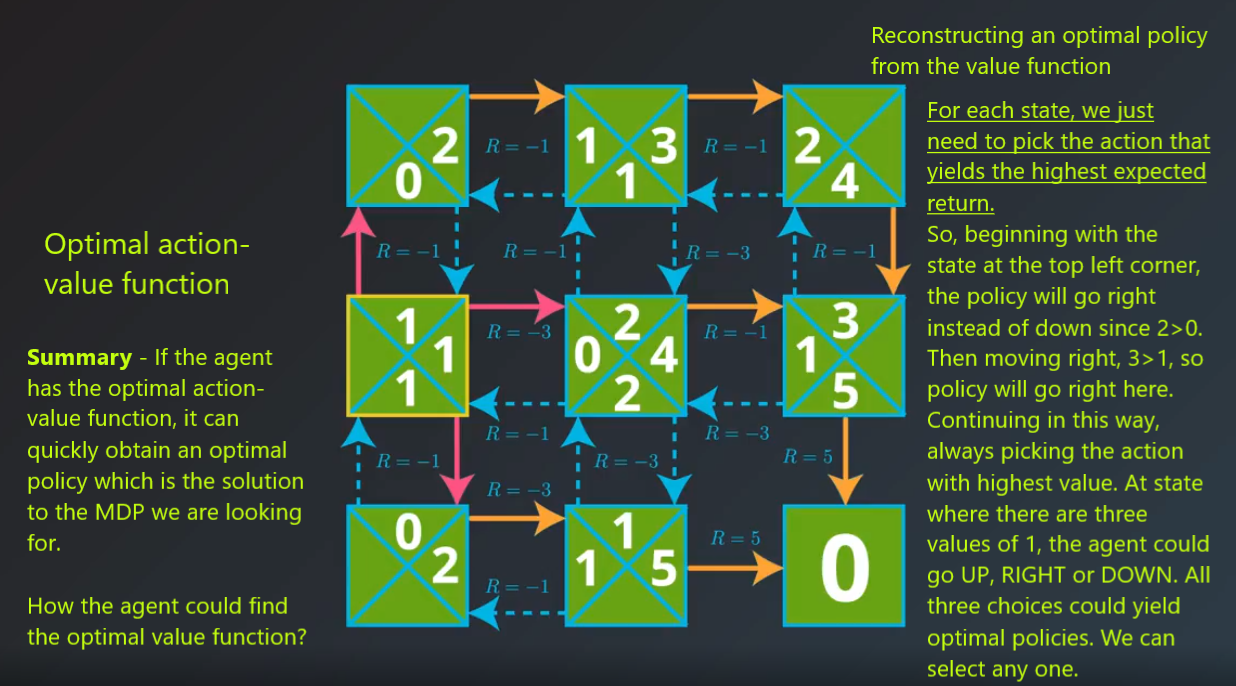 Reconstructing an optimal policy
from the value function
For each state, we just
need to pick the action that
yields the highest expected
return.
So, beginning with the
state at the top left corner,
the policy will go right
instead of down since 2>0.
Then moving right, 3>1, so
policy will go right here.
Continuing in this way,
always picking the action
with highest value. At state
where there are three
values of 1, the agent could
go UP, RIGHT or DOWN. All
three choices could yield
optimal policies. We can
select any one.
Optimal action-
value function
Summary - If the agent
has the optimal action-
value function, it can
quickly obtain an optimal
policy which is the solution
to the MDP we are looking
for.
How the agent could find
the optimal value function?
2 R = -1 1 3 R = -1 2
0 1 4
R = -1 R = -1 R = -3 R = -1
1 2 3
1 R = -3 0 4 R = -1 1
1 2 5
R = -1 R = -3
R = -1 R = -3 R = 5
R = -3
0 1
2 1 5 R = 5 0
R = -1